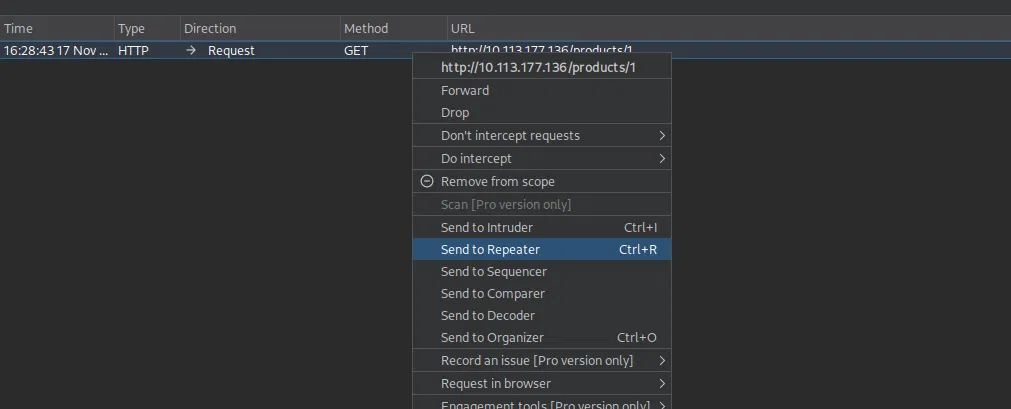 Time Type Direction Method URL
16:28:43 17 Nov ... HTTP → Request GET http://10.113.177.136/products/1
http://10.113.177.136/products/1
Forward
Drop
Don't intercept requests
Do intercept
Remove from scope
Scan [Pro version only]
Send to Intruder Ctrl+I
Send to Repeater Ctrl+R
Send to Sequencer
Send to Comparer
Send to Decoder
Send to Organizer Ctrl+O
Record an issue [Pro version only]
Request in browser
Engagement tools [Pro version only]